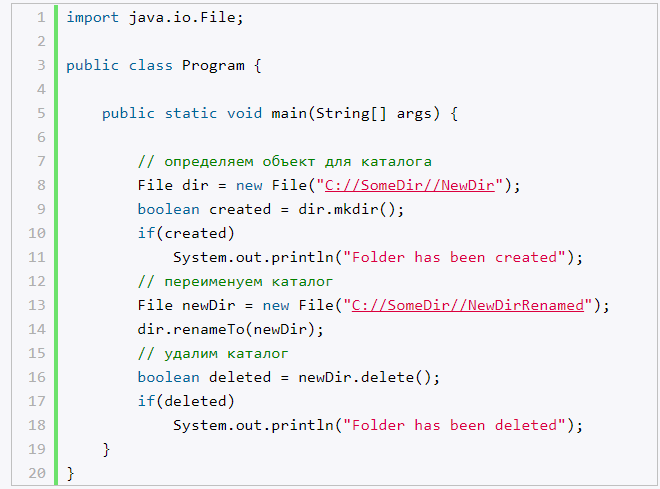 1 import java.io.File;
2
3 public class Program {
4
5     public static void main(String[] args) {
6
7         // определяем объект для каталога
8         File dir = new File("C://SomeDir//NewDir");
9         boolean created = dir.mkdir();
10         if(created)
11             System.out.println("Folder has been created");
12         // переименуем каталог
13         File newDir = new File("C://SomeDir//NewDirRenamed");
14         dir.renameTo(newDir);
15         // удалим каталог
16         boolean deleted = newDir.delete();
17         if(deleted)
18             System.out.println("Folder has been deleted");
19     }
20 }